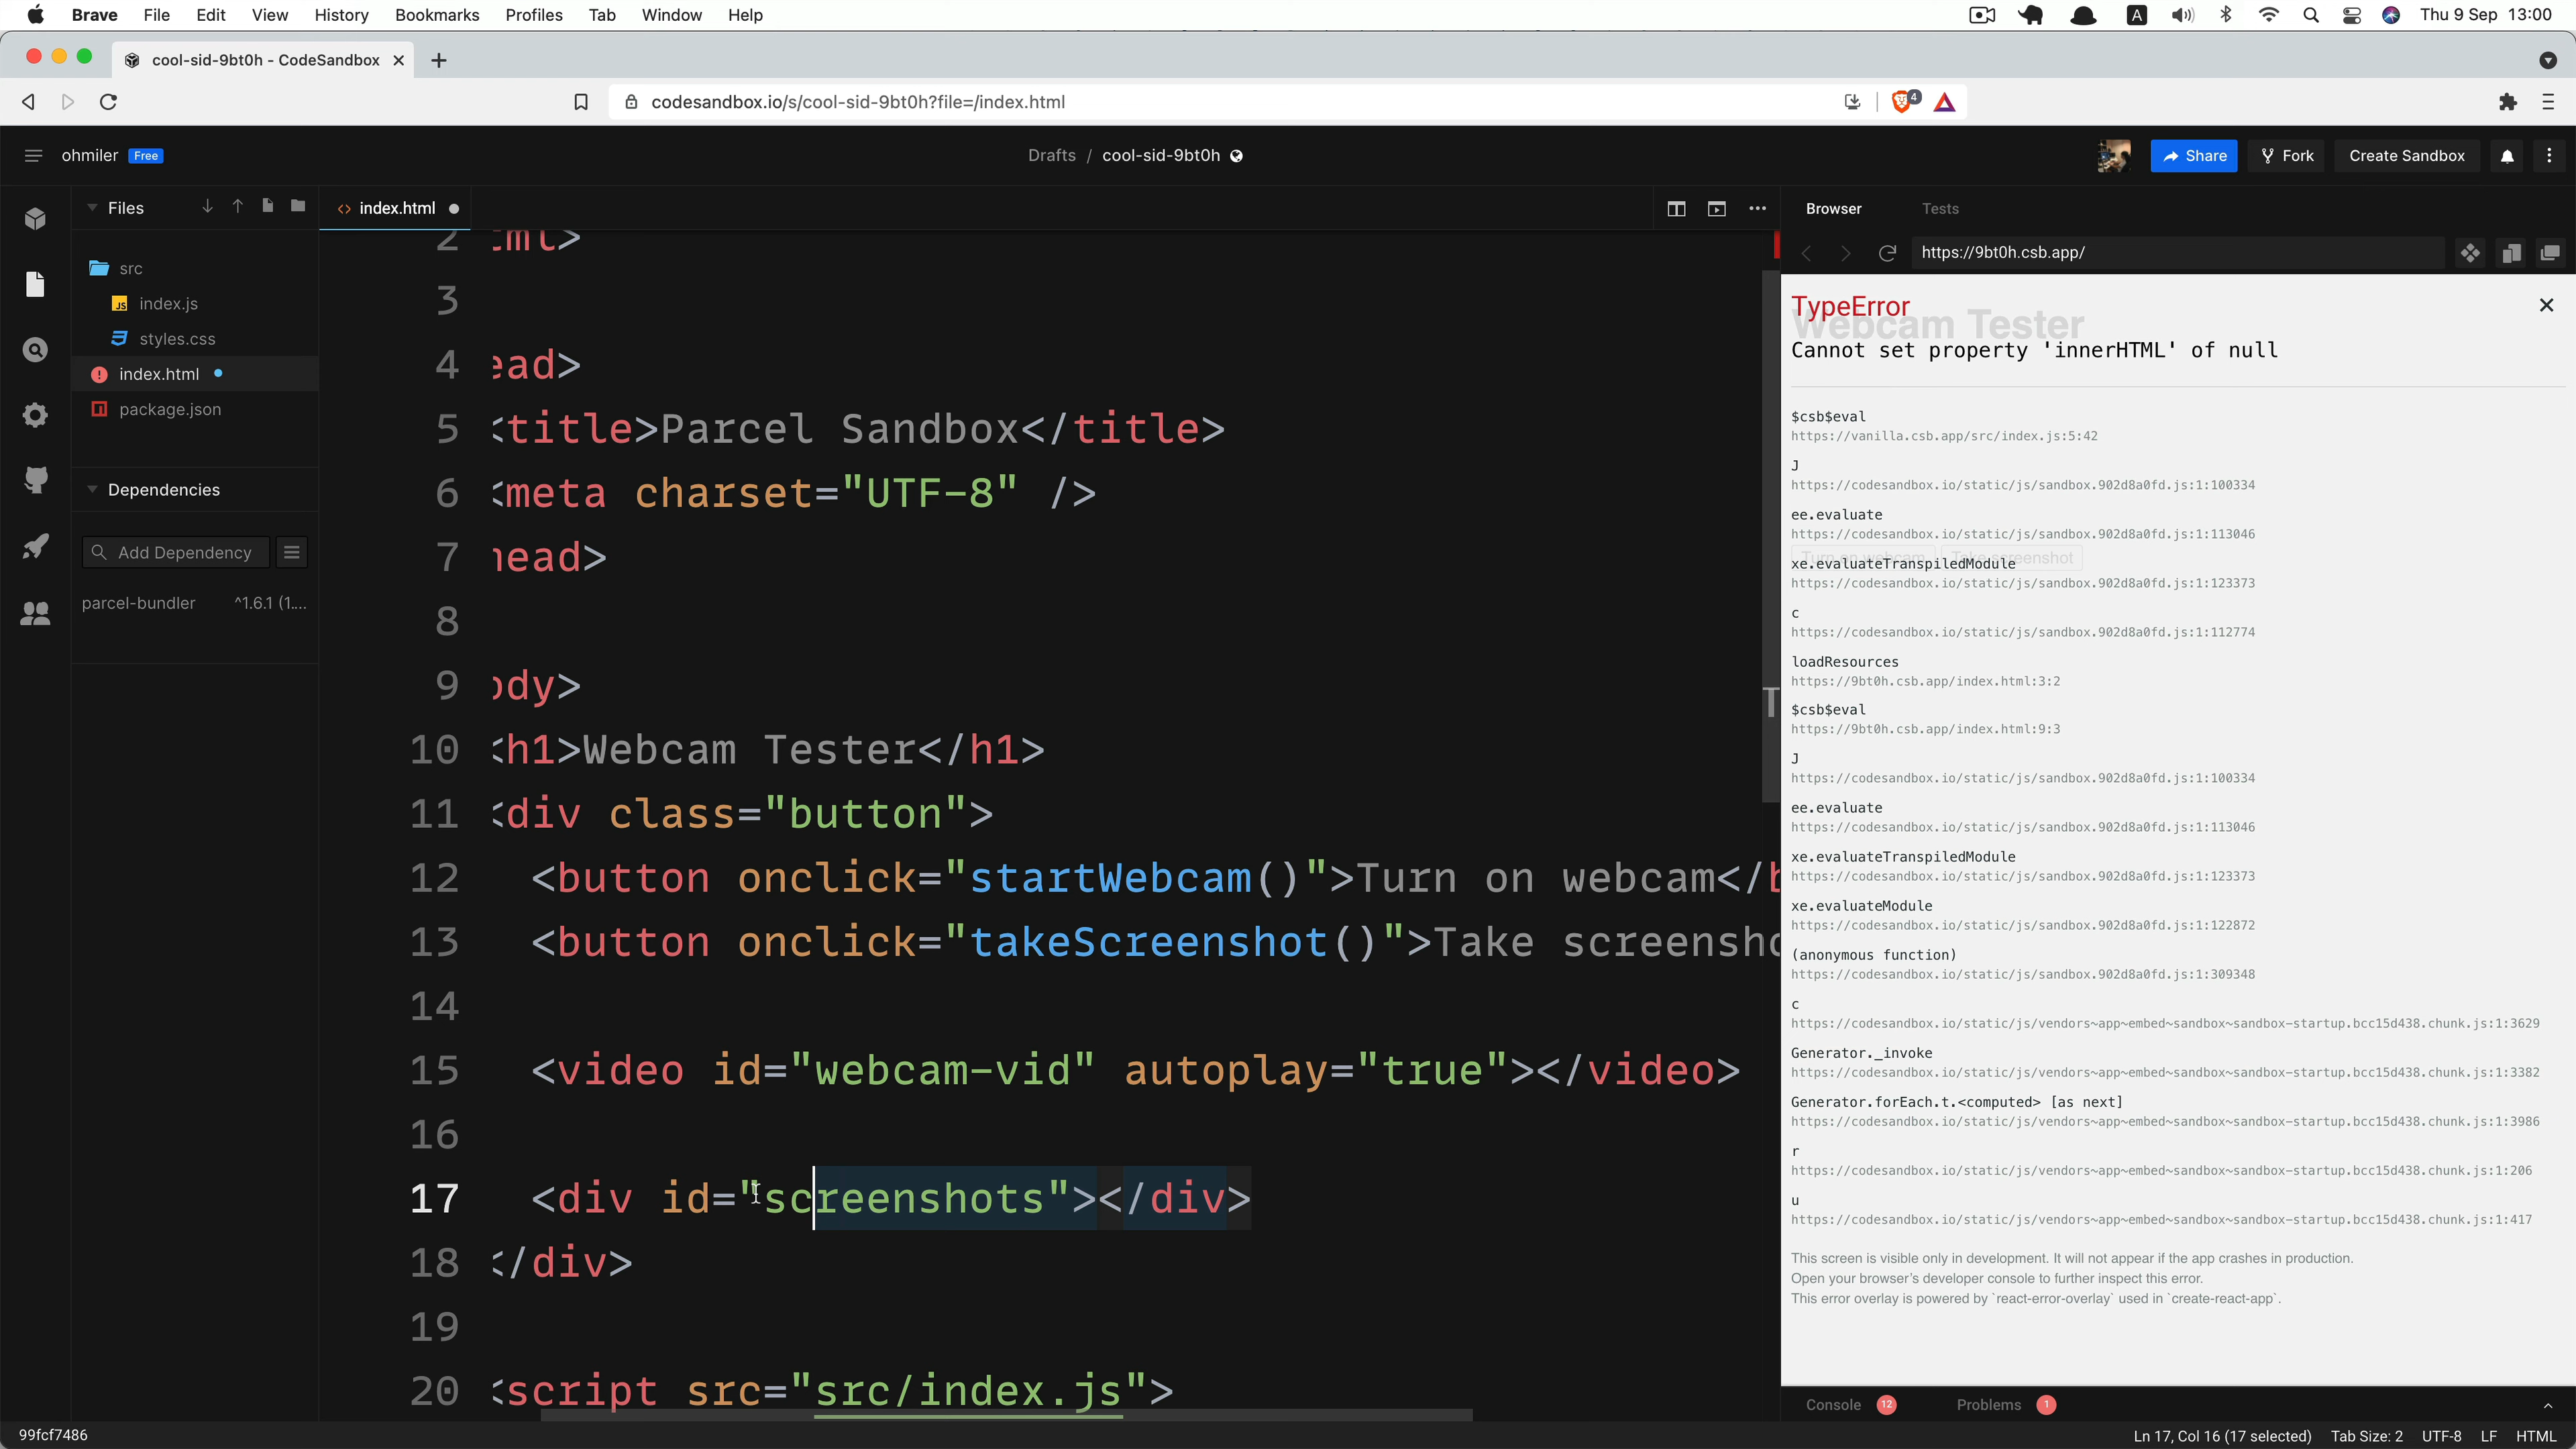 Brave File Edit View History Bookmarks Profiles Tab Window Help
A
Thu 9 Sep 13:00
cool-sid-9bt0h - CodeSandbox
codesandbox.io/s/cool-sid-9bt0h?file=/index.html
4
ohmiler Free
Drafts / cool-sid-9bt0h
Share
Fork
Create Sandbox
Files
src
JS index.js
styles.css
index.html
package.json
Dependencies
Add Dependency
parcel-bundler ^1.6.1 (1....
<> index.html
2 tml>
3
4 ead>
5 <title>Parcel Sandbox</title>
6 <meta charset="UTF-8" />
7 head>
8
9 ody>
10 <h1>Webcam Tester</h1>
11 <div class="button">
12 <button onclick="startWebcam()">Turn on webcam</b
13 <button onclick="takeScreenshot()">Take screensho
14
15 <video id="webcam-vid" autoplay="true"></video>
16
17 <div id="screenshots"></div>
18 </div>
19
20 <script src="src/index.js">
Browser Tests
https://9bt0h.csb.app/
TypeError
Webcam Tester
Cannot set property 'innerHTML' of null
$csb$eval
https://vanilla.csb.app/src/index.js:5:42
J
https://codesandbox.io/static/js/sandbox.902d8a0fd.js:1:100334
ee.evaluate
https://codesandbox.io/static/js/sandbox.902d8a0fd.js:1:113046
Turn on webcam Take screenshot
xe.evaluateTranspiledModule
https://codesandbox.io/static/js/sandbox.902d8a0fd.js:1:123373
c
https://codesandbox.io/static/js/sandbox.902d8a0fd.js:1:112774
loadResources
https://9bt0h.csb.app/index.html:3:2
$csb$eval
https://9bt0h.csb.app/index.html:9:3
J
https://codesandbox.io/static/js/sandbox.902d8a0fd.js:1:100334
ee.evaluate
https://codesandbox.io/static/js/sandbox.902d8a0fd.js:1:113046
xe.evaluateTranspiledModule
https://codesandbox.io/static/js/sandbox.902d8a0fd.js:1:123373
xe.evaluateModule
https://codesandbox.io/static/js/sandbox.902d8a0fd.js:1:122872
(anonymous function)
https://codesandbox.io/static/js/sandbox.902d8a0fd.js:1:309348
c
https://codesandbox.io/static/js/vendors~app~embed~sandbox~sandbox-startup.bcc15d438.chunk.js:1:3629
Generator._invoke
https://codesandbox.io/static/js/vendors~app~embed~sandbox~sandbox-startup.bcc15d438.chunk.js:1:3382
Generator.forEach.t.<computed> [as next]
https://codesandbox.io/static/js/vendors~app~embed~sandbox~sandbox-startup.bcc15d438.chunk.js:1:3986
r
https://codesandbox.io/static/js/vendors~app~embed~sandbox~sandbox-startup.bcc15d438.chunk.js:1:206
u
https://codesandbox.io/static/js/vendors~app~embed~sandbox~sandbox-startup.bcc15d438.chunk.js:1:417
This screen is visible only in development. It will not appear if the app crashes in production.
Open your browser's developer console to further inspect this error.
This error overlay is powered by `react-error-overlay` used in `create-react-app`.
Console 12 Problems 1
99fcf7486
Ln 17, Col 16 (17 selected) Tab Size: 2 UTF-8 LF HTML